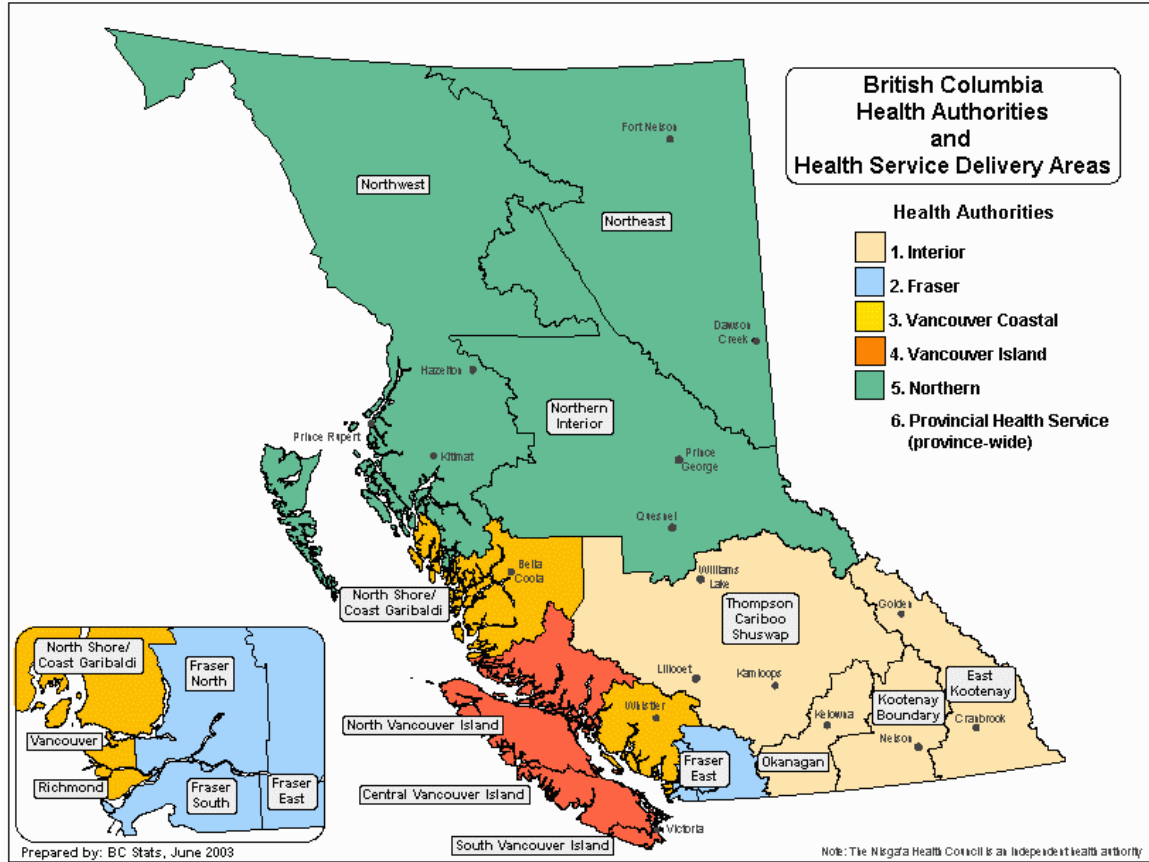 British Columbia
Health Authorities
and
Health Service Delivery Areas
Health Authorities
1. Interior
2. Fraser
3. Vancouver Coastal
4. Vancouver Island
5. Northern
6. Provincial Health Service
(province-wide)
Fort Nelson
Northwest
Northeast
Dawson
Creek
Hazelton
Northern
Interior
Prince Rupert
Kitimat
Prince
George
Quesnel
Bella
Coola
Williams
Lake
North Shore/
Coast Garibaldi
Thompson
Cariboo
Shuswap
Golden
Lillooet
Kamloops
East
Kootenay
Kootenay
Boundary
Whistler
Kelowna
Cranbrook
North Vancouver Island
Nelson
Fraser
East
Okanagan
Central Vancouver Island
Victoria
South Vancouver Island
North Shore/
Coast Garibaldi
Fraser
North
Vancouver
Richmond
Fraser
South
Fraser
East
Prepared by: BC Stats, June 2003
Note: The Nisga'a Health Council is an independent health authority